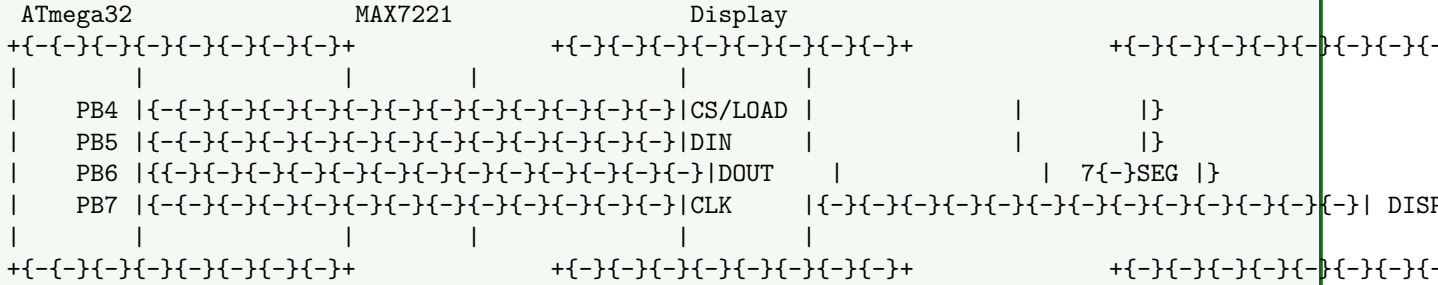 ATmega32 MAX7221 Display
+{-{-}{-}{-}{-}{-}{-}{-}+ +{-}{-}{-}{-}{-}{-}{-}{-}+ +{-}{-}{-}{-}{-}{-}{-}{-
| | | | | |
| PB4 |{-{-}{-}{-}{-}{-}{-}{-}{-}{-}{-}{-}{-}|CS/LOAD | | |}
| PB5 |{-{-}{-}{-}{-}{-}{-}{-}{-}{-}{-}{-}{-}|DIN | | |}
| PB6 |{{-}{-}{-}{-}{-}{-}{-}{-}{-}{-}{-}{-}{-}|DOUT | | 7{-}SEG |}
| PB7 |{-{-}{-}{-}{-}{-}{-}{-}{-}{-}{-}{-}{-}|CLK |{-}{-}{-}{-}{-}{-}{-}{-}{-}{-}{-}{-}{-}| DISP
| | | | | |
+{-{-}{-}{-}{-}{-}{-}{-}+ +{-}{-}{-}{-}{-}{-}{-}{-}+ +{-}{-}{-}{-}{-}{-}{-}{-